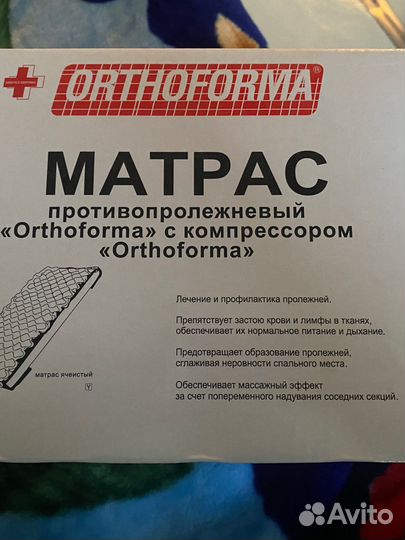 ORTHOFORMA®
МАТРАС
противопролежневый
«Orthoforma» с компрессором
«Orthoforma»
Лечение и профилактика пролежней.
Препятствует застою крови и лимфы в тканях,
обеспечивает их нормальное питание и дыхание.
Предотвращает образование пролежней,
сглаживая неровности спального места.
Обеспечивает массажный эффект
за счет попеременного надувания соседних секций.
матрас ячеистый
Y
Avito